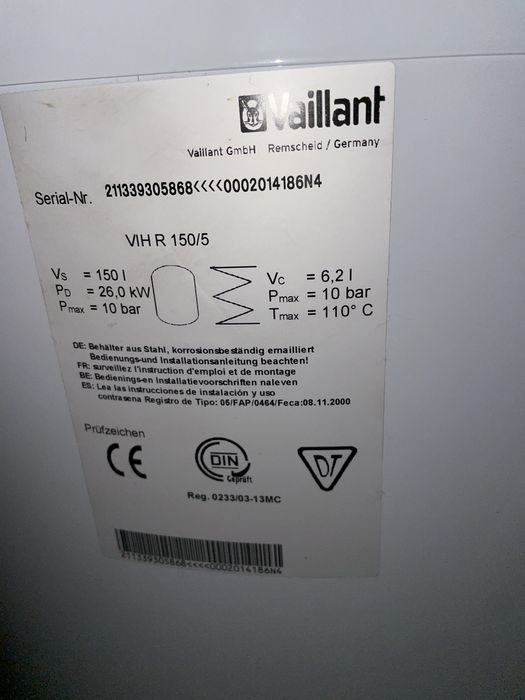 Vaillant
Vaillant GmbH Remscheid / Germany
Serial-Nr. 211339305868<<<<0002014186N4
VIH R 150/5
Vs = 150 l
PD = 26,0 kW
Pmax = 10 bar
Vc = 6,2 l
Pmax = 10 bar
Tmax = 110° C
DE: Behälter aus Stahl, korrosionsbeständig emailliert
Bedienungs-und Installationsanleitung beachten!
FR: surveillez l'instruction d'emploi et de montage
BE: Bedienings-en Installatievoorschriften naleven
ES: Lea las instrucciones de instalación y uso
contrasena Registro de Tipo: 05/FAP/0464/Feca:08.11.2000
Prüfzeichen
CE
DIN
Geprüft
DT
Reg. 0233/03-13MC
211339305868<<<<0002014186N4